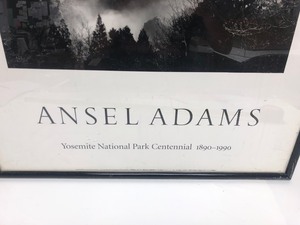 ANSEL ADAMS
Yosemite National Park Centennial 1890–1990